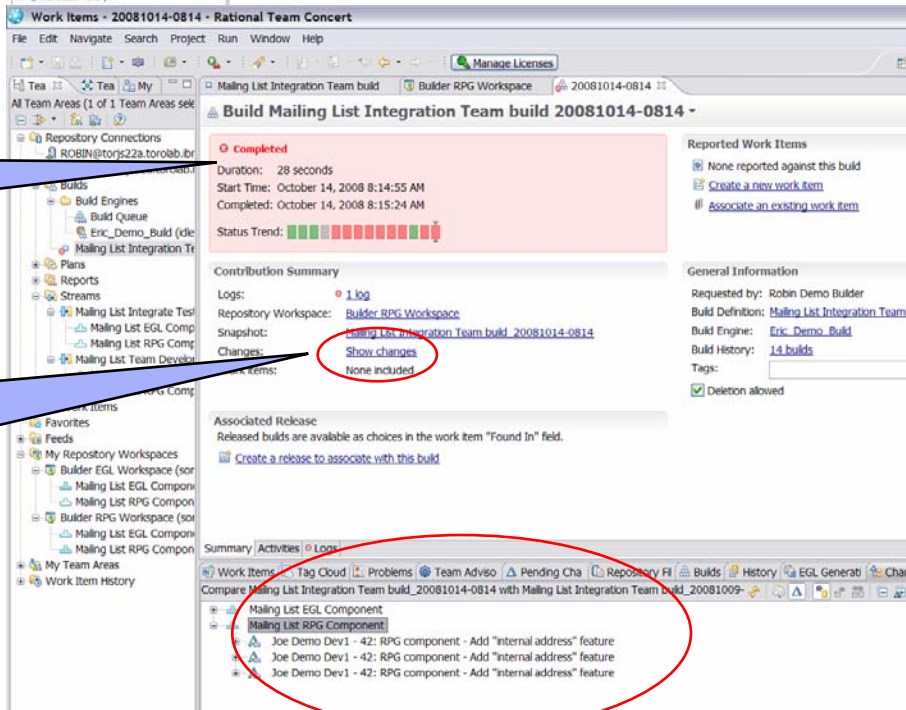 Work Items - 20081014-0814 - Rational Team Concert
File Edit Navigate Search Project Run Window Help
Manage Licenses
Tea Tea My
Mailing List Integration Team build
Builder RPG Workspace
20081014-0814
All Team Areas (1 of 1 Team Areas sele
Repository Connections
ROBIN@torjs22a.torolab.ibr
Builds
Build Engines
Build Queue
Eric_Demo_Build (idle
Mailing List Integration Te
Plans
Reports
Streams
Mailing List Integrate Test
Mailing List EGL Comp
Mailing List RPG Comp
Mailing List Team Develop
RPG Comp
Work Items
Favorites
Feeds
My Repository Workspaces
Builder EGL Workspace (sor
Mailing List EGL Compon
Mailing List RPG Compon
Builder RPG Workspace (sor
Mailing List EGL Compon
Mailing List RPG Compon
My Team Areas
Work Item History
Build Mailing List Integration Team build 20081014-0814
Completed
Duration: 28 seconds
Start Time: October 14, 2008 8:14:55 AM
Completed: October 14, 2008 8:15:24 AM
Status Trend:
Reported Work Items
None reported against this build
Create a new work item
Associate an existing work item
Contribution Summary
Logs: 1 log
Repository Workspace: Builder RPG Workspace
Snapshot: Mailing List Integration Team build_20081014-0814
Changes: Show changes
Work Items: None included
General Information
Requested by: Robin Demo Builder
Build Definition: Mailing List Integration Team
Build Engine: Eric_Demo_Build
Build History: 14 builds
Tags:
Deletion allowed
Associated Release
Released builds are available as choices in the work item "Found In" field.
Create a release to associate with this build
Summary Activities Logs
Work Items Tag Cloud Problems Team Adviso Pending Cha Repository Fil Builds History EGL Generati Chan
Compare Mailing List Integration Team build_20081014-0814 with Mailing List Integration Team build_20081009-
Mailing List EGL Component
Mailing List RPG Component
Joe Demo Dev1 - 42: RPG component - Add "internal address" feature
Joe Demo Dev1 - 42: RPG component - Add "internal address" feature
Joe Demo Dev1 - 42: RPG component - Add "internal address" feature